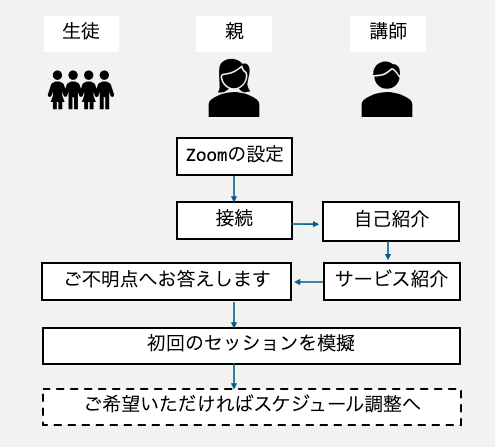 生徒
親
講師
Zoomの設定
接続
自己紹介
ご不明点へお答えします
サービス紹介
初回のセッションを模擬
ご希望いただければスケジュール調整へ